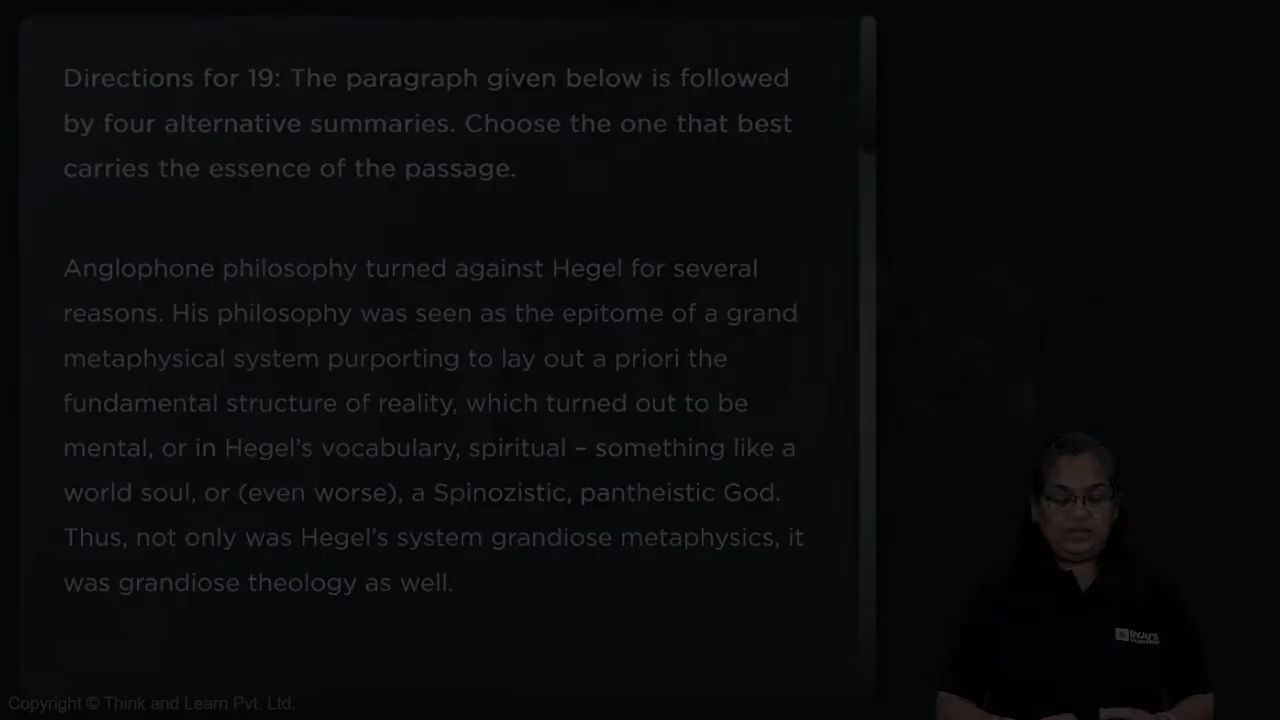 Directions for 19: The paragraph given below is followed
by four alternative summaries. Choose the one that best
carries the essence of the passage.
Anglophone philosophy turned against Hegel for several
reasons. His philosophy was seen as the epitome of a grand
metaphysical system purporting to lay out a priori the
fundamental structure of reality, which turned out to be
mental, or in Hegel's vocabulary, spiritual – something like a
world soul, or (even worse), a Spinozistic, pantheistic God.
Thus, not only was Hegel's system grandiose metaphysics, it
was grandiose theology as well.
BYJU'S
Copyright © Think and Learn Pvt. Ltd.